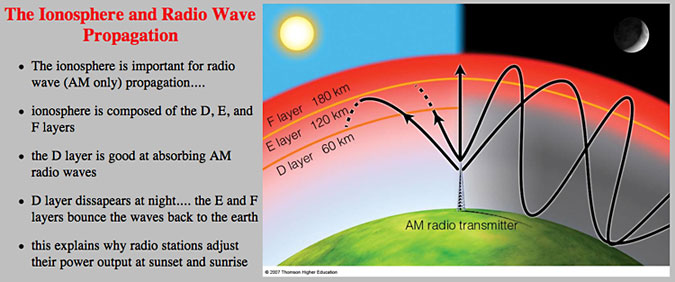 The Ionosphere and Radio Wave
Propagation
• The ionosphere is important for radio
wave (AM only) propagation....
• ionosphere is composed of the D, E, and
F layers
• the D layer is good at absorbing AM
radio waves
• D layer dissapears at night.... the E and F
layers bounce the waves back to the earth
• this explains why radio stations adjust
their power output at sunset and sunrise
F layer 180 km
E layer 120 km
D layer 60 km
AM radio transmitter
© 2007 Thomson Higher Education